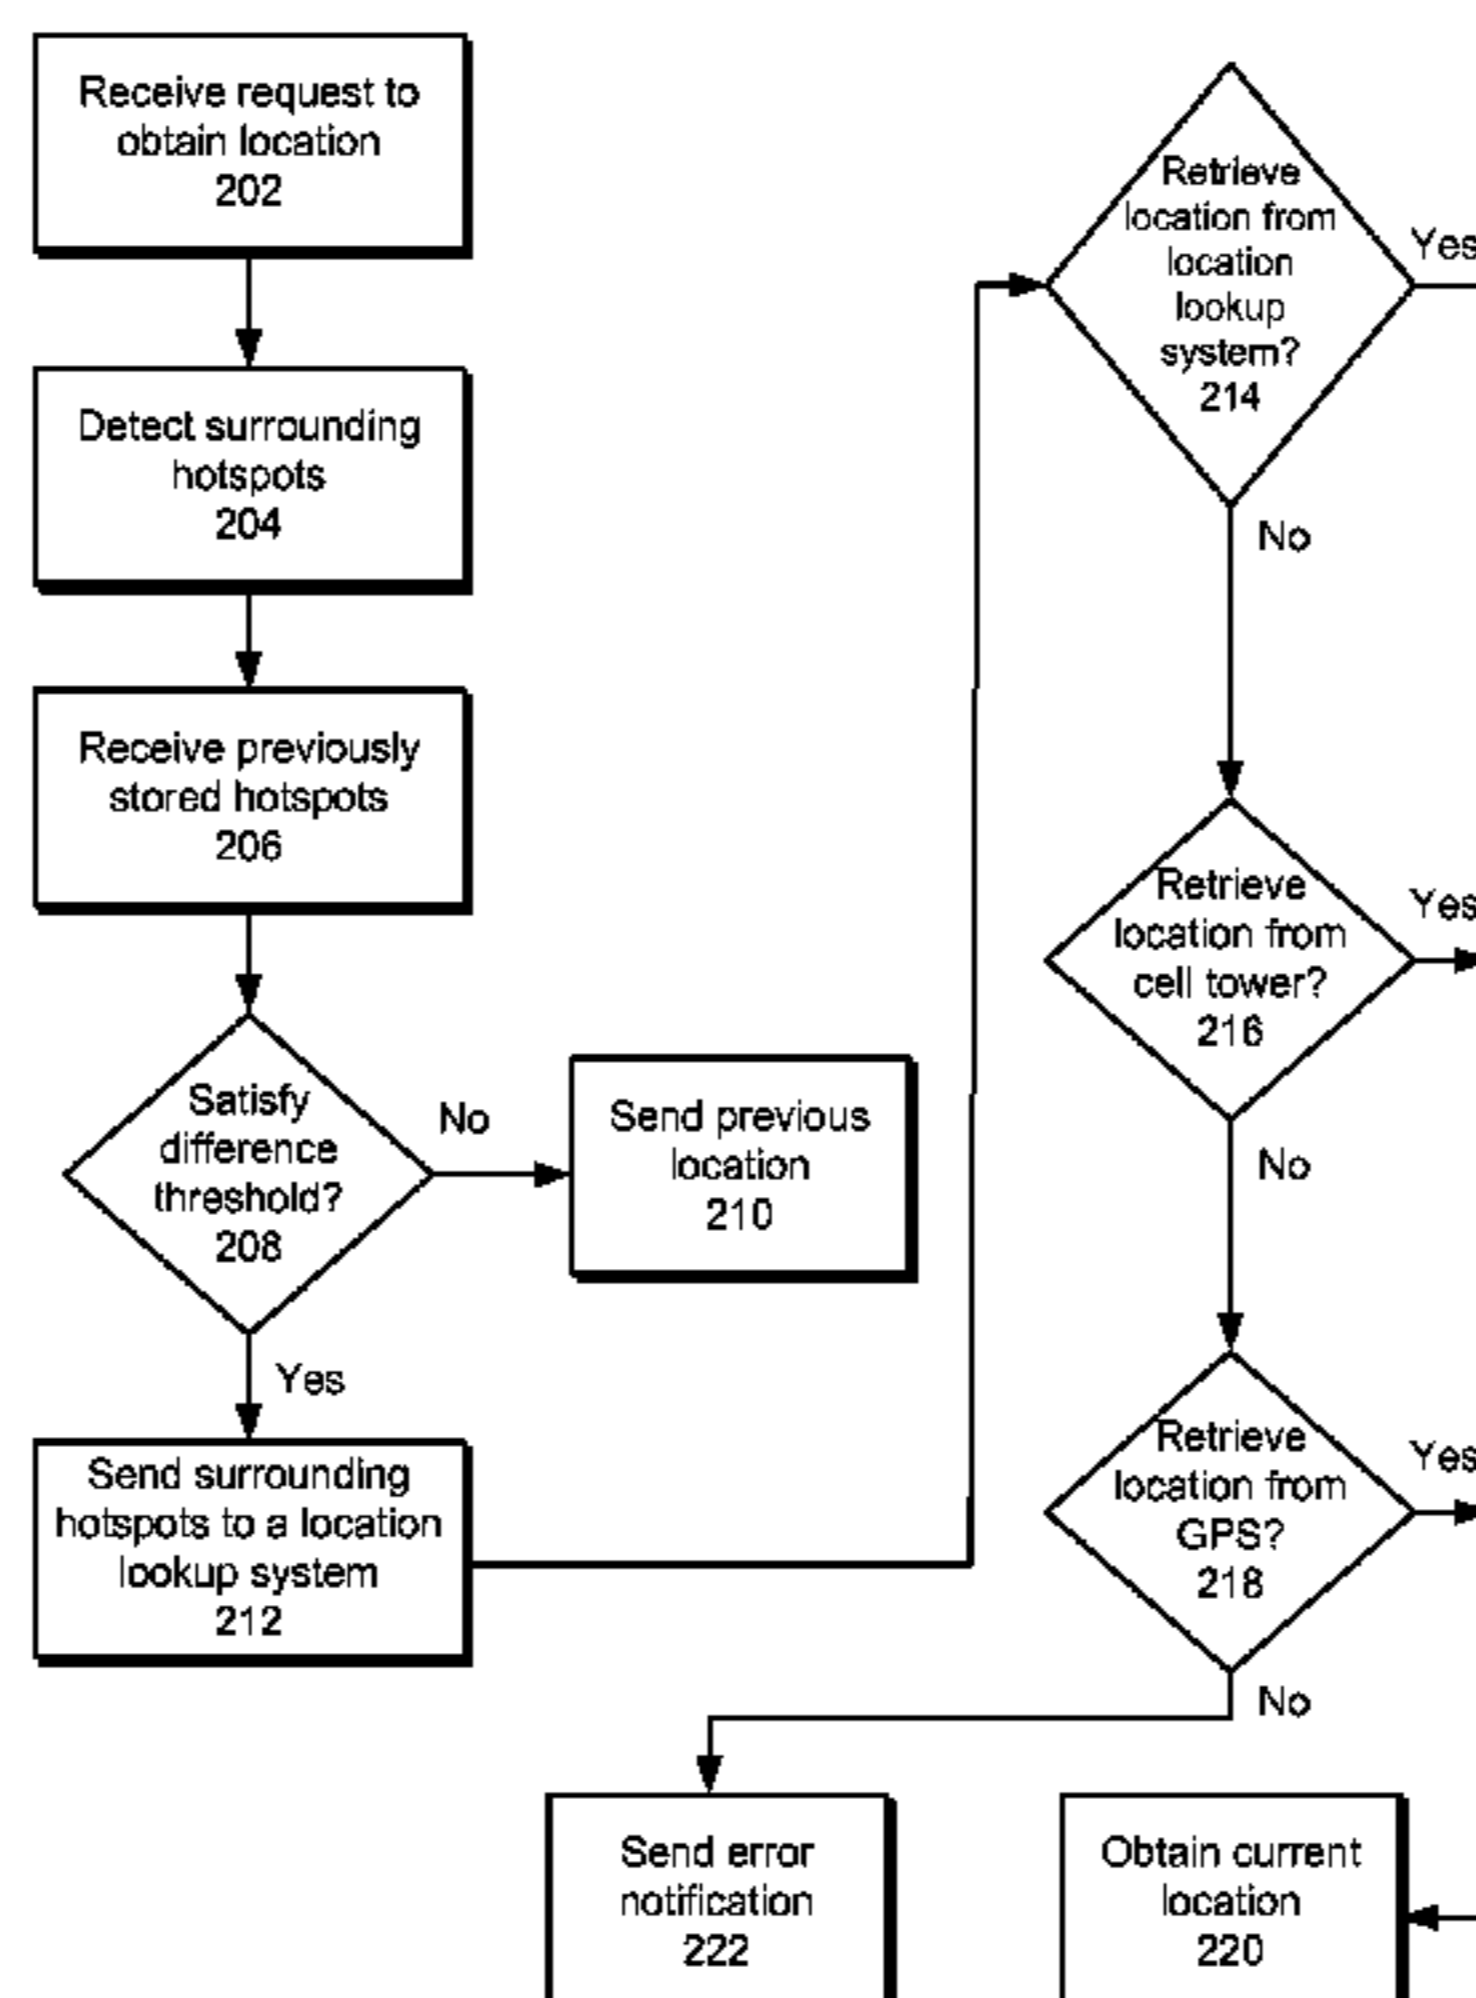 Receive request to
obtain location
202
Detect surrounding
hotspots
204
Receive previously
stored hotspots
206
Satisfy
difference
threshold?
208
No
Send previous
location
210
Yes
Send surrounding
hotspots to a location
lookup system
212
Retrieve
location from
location
lookup
system?
214
Yes
No
Retrieve
location from
cell tower?
216
Yes
No
Retrieve
location from
GPS?
218
Yes
No
Send error
notification
222
Obtain current
location
220